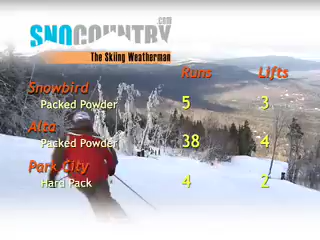 SNOCOUNTRY.com
The Skiing Weatherman
Runs Lifts
Snowbird
Packed Powder 5 3
Alta
Packed Powder 38 4
Park City
Hard Pack 4 2